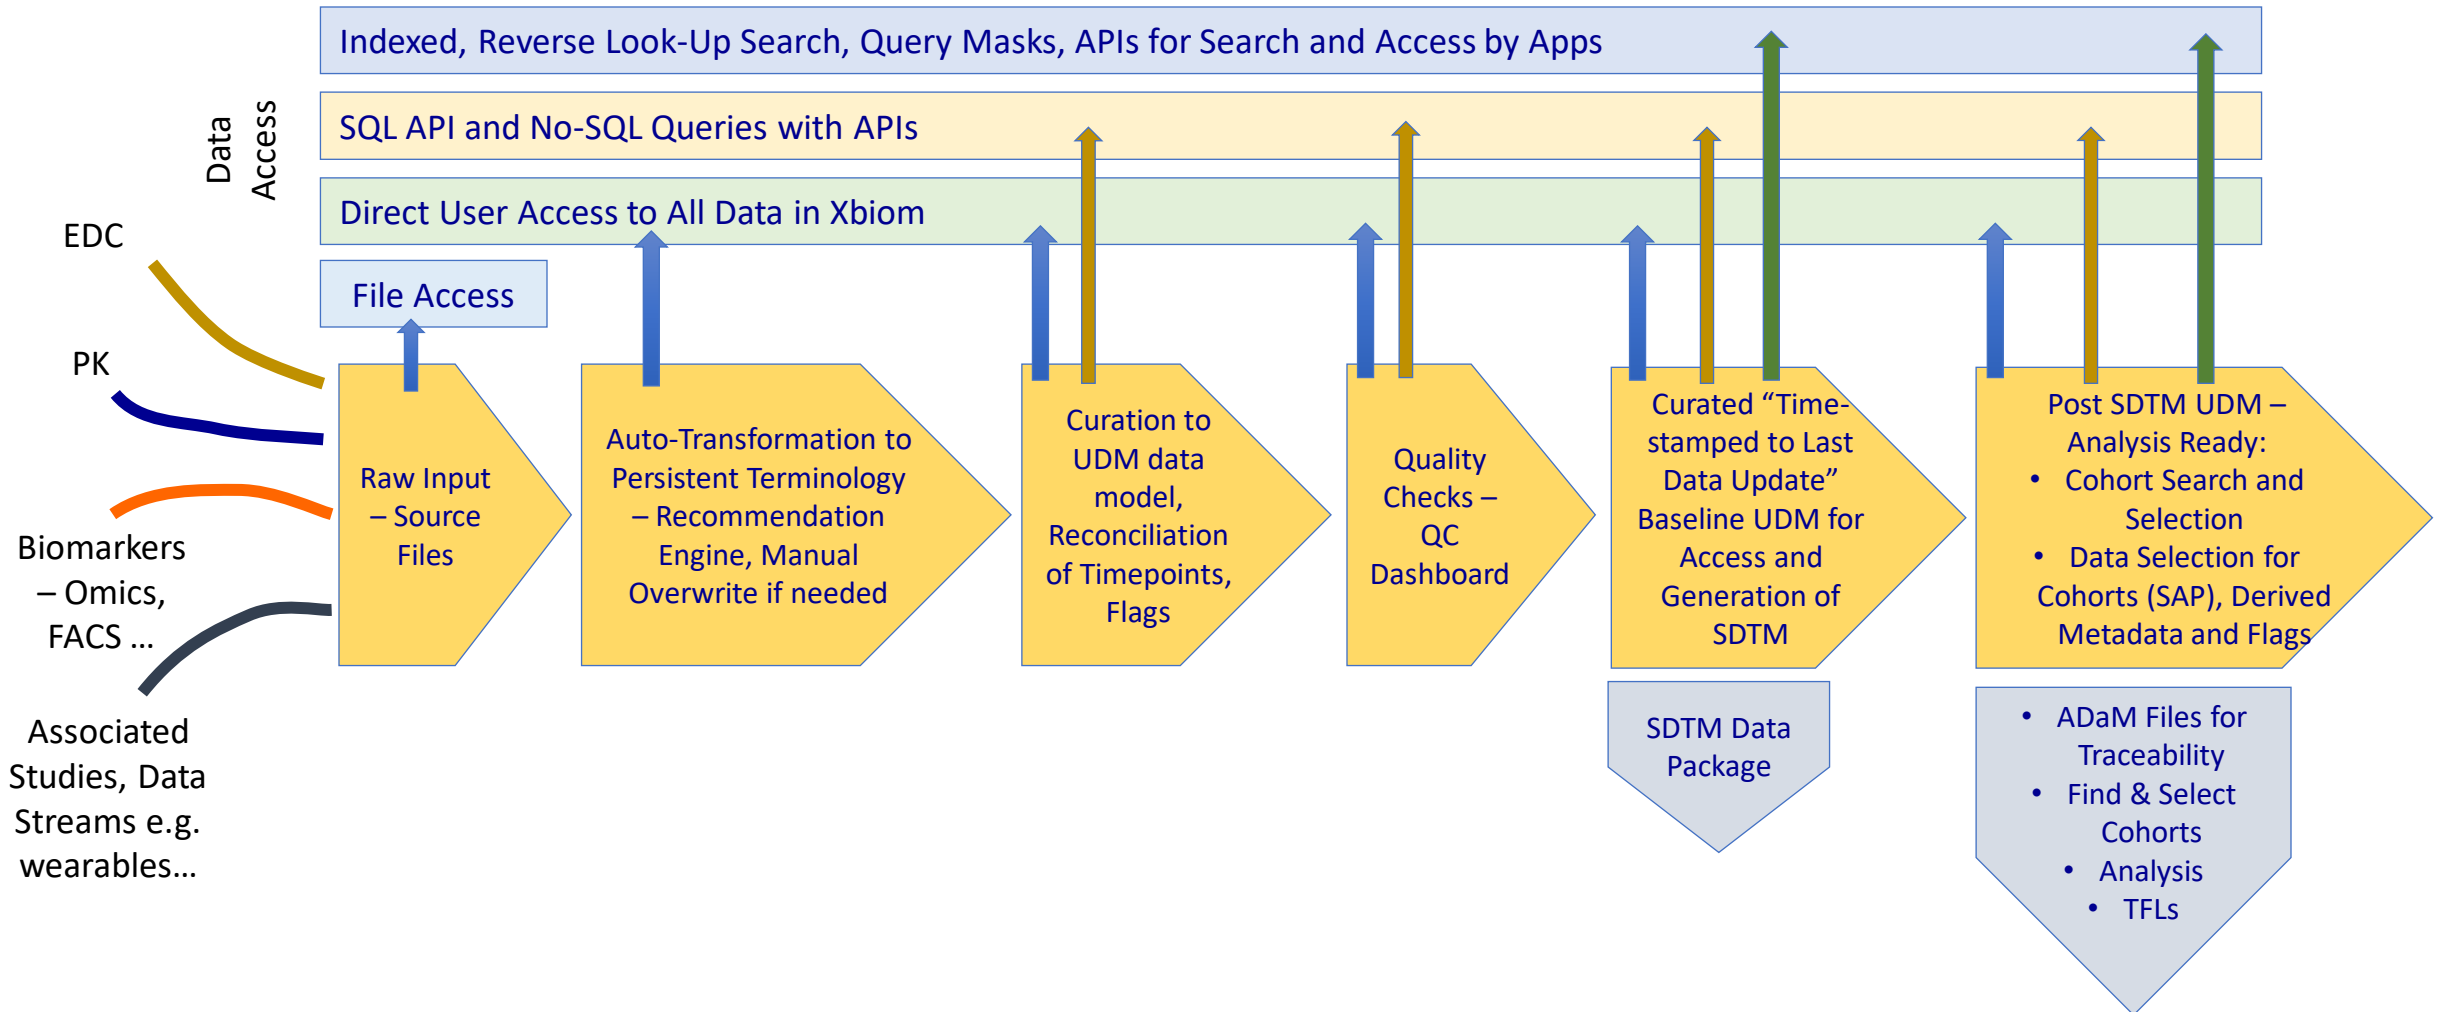 Indexed, Reverse Look-Up Search, Query Masks, APIs for Search and Access by Apps
SQL API and No-SQL Queries with APIs
Direct User Access to All Data in Xbiom
File Access
Data
Access
EDC
PK
Biomarkers
– Omics,
FACS ...
Associated
Studies, Data
Streams e.g.
wearables...
Raw Input
– Source
Files
Auto-Transformation to
Persistent Terminology
– Recommendation
Engine, Manual
Overwrite if needed
Curation to
UDM data
model,
Reconciliation
of Timepoints,
Flags
Quality
Checks –
QC
Dashboard
Curated “Time-
stamped to Last
Data Update”
Baseline UDM for
Access and
Generation of
SDTM
Post SDTM UDM –
Analysis Ready:
• Cohort Search and
Selection
• Data Selection for
Cohorts (SAP), Derived
Metadata and Flags
SDTM Data
Package
• ADaM Files for
Traceability
• Find & Select
Cohorts
• Analysis
• TFLs